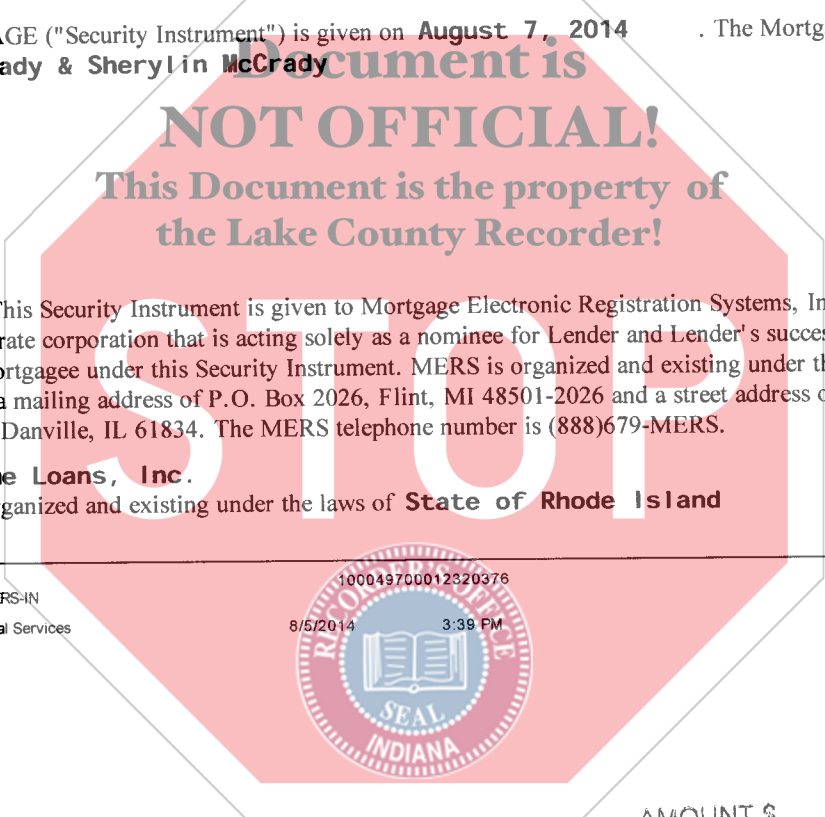 AGE ("Security Instrument") is given on August 7, 2014 . The Mortg
ady & Sherylin McCrady
Document is
NOT OFFICIAL!
This Document is the property of
the Lake County Recorder!
This Security Instrument is given to Mortgage Electronic Registration Systems, In
rate corporation that is acting solely as a nominee for Lender and Lender's succes
ortgagee under this Security Instrument. MERS is organized and existing under th
a mailing address of P.O. Box 2026, Flint, MI 48501-2026 and a street address o
Danville, IL 61834. The MERS telephone number is (888)679-MERS.
STOP
e Loans, Inc.
ganized and existing under the laws of State of Rhode Island
100049700012320376
RS-IN
al Services 8/5/2014 3:39 PM
RECORDER'S OFFICE
SEAL
INDIANA
AMOUNT $